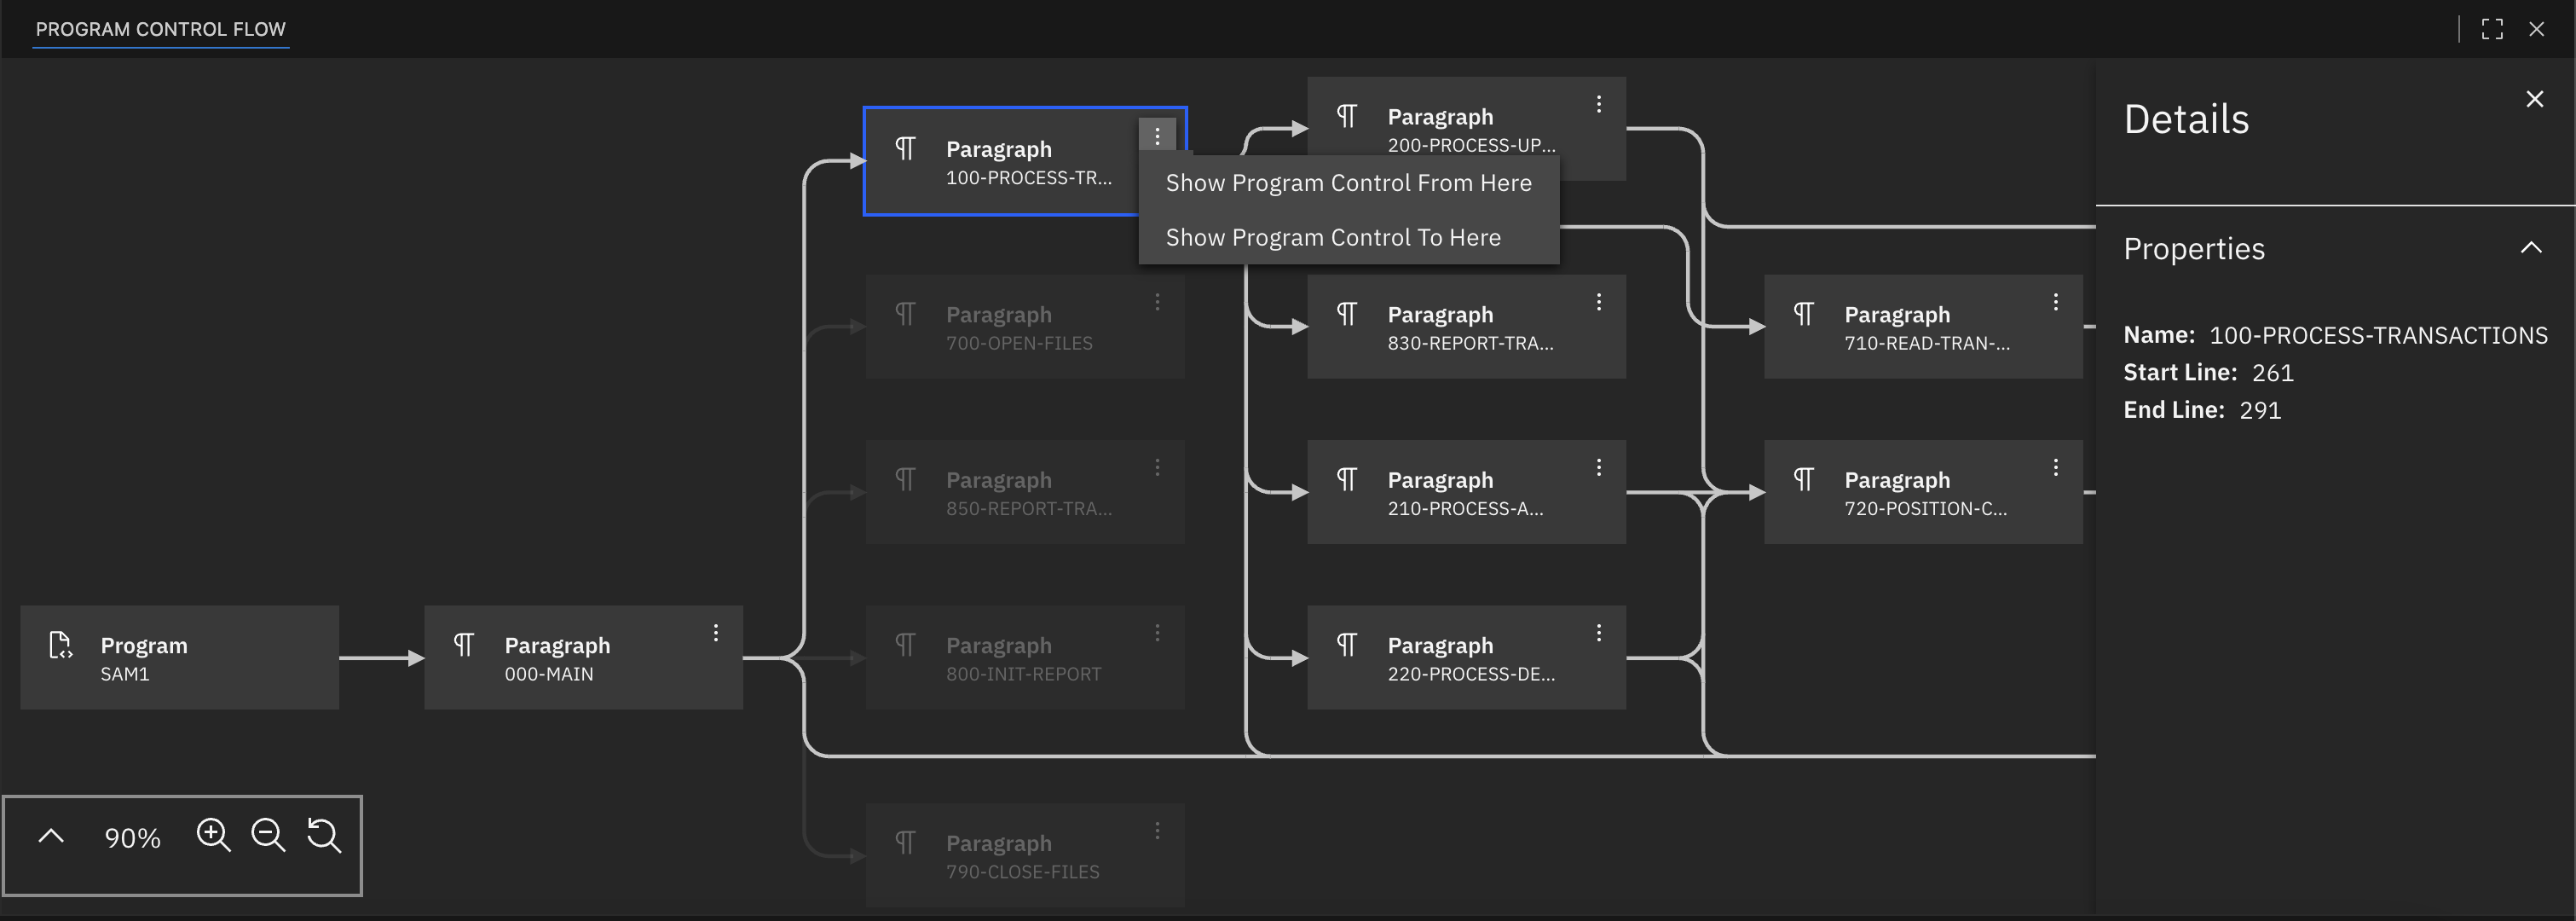 PROGRAM CONTROL FLOW
Paragraph
100-PROCESS-TR...
Show Program Control From Here
Show Program Control To Here
Paragraph
200-PROCESS-UP...
Paragraph
700-OPEN-FILES
Paragraph
830-REPORT-TRA...
Paragraph
710-READ-TRAN-...
Paragraph
850-REPORT-TRA...
Paragraph
210-PROCESS-A...
Paragraph
720-POSITION-C...
Program
SAM1
Paragraph
000-MAIN
Paragraph
800-INIT-REPORT
Paragraph
220-PROCESS-DE...
Paragraph
790-CLOSE-FILES
90%
Details
Properties
Name: 100-PROCESS-TRANSACTIONS
Start Line: 261
End Line: 291